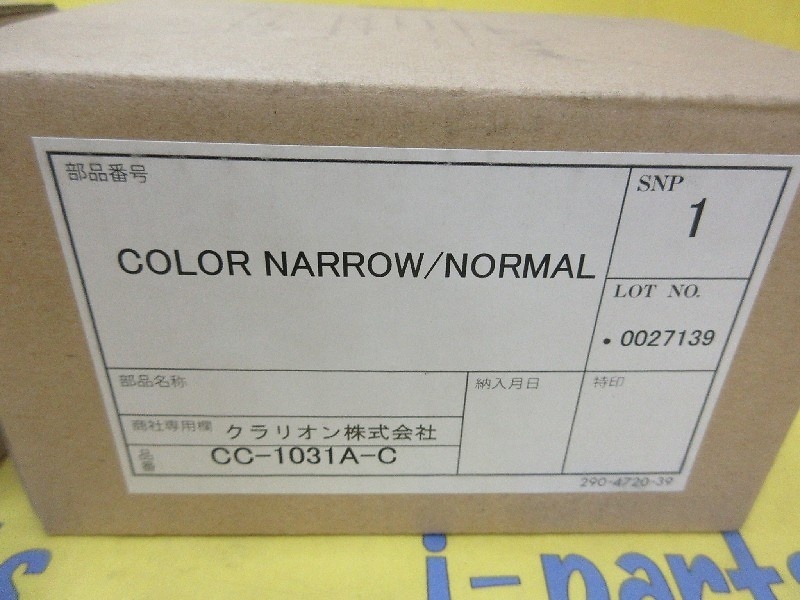 部品番号
SNP
1
COLOR NARROW/NORMAL
LOT NO.
・0027139
部品名称
納入月日
特印
商社専用欄 クラリオン株式会社
品番 CC-1031A-C
290-4720-39
i-parts
s